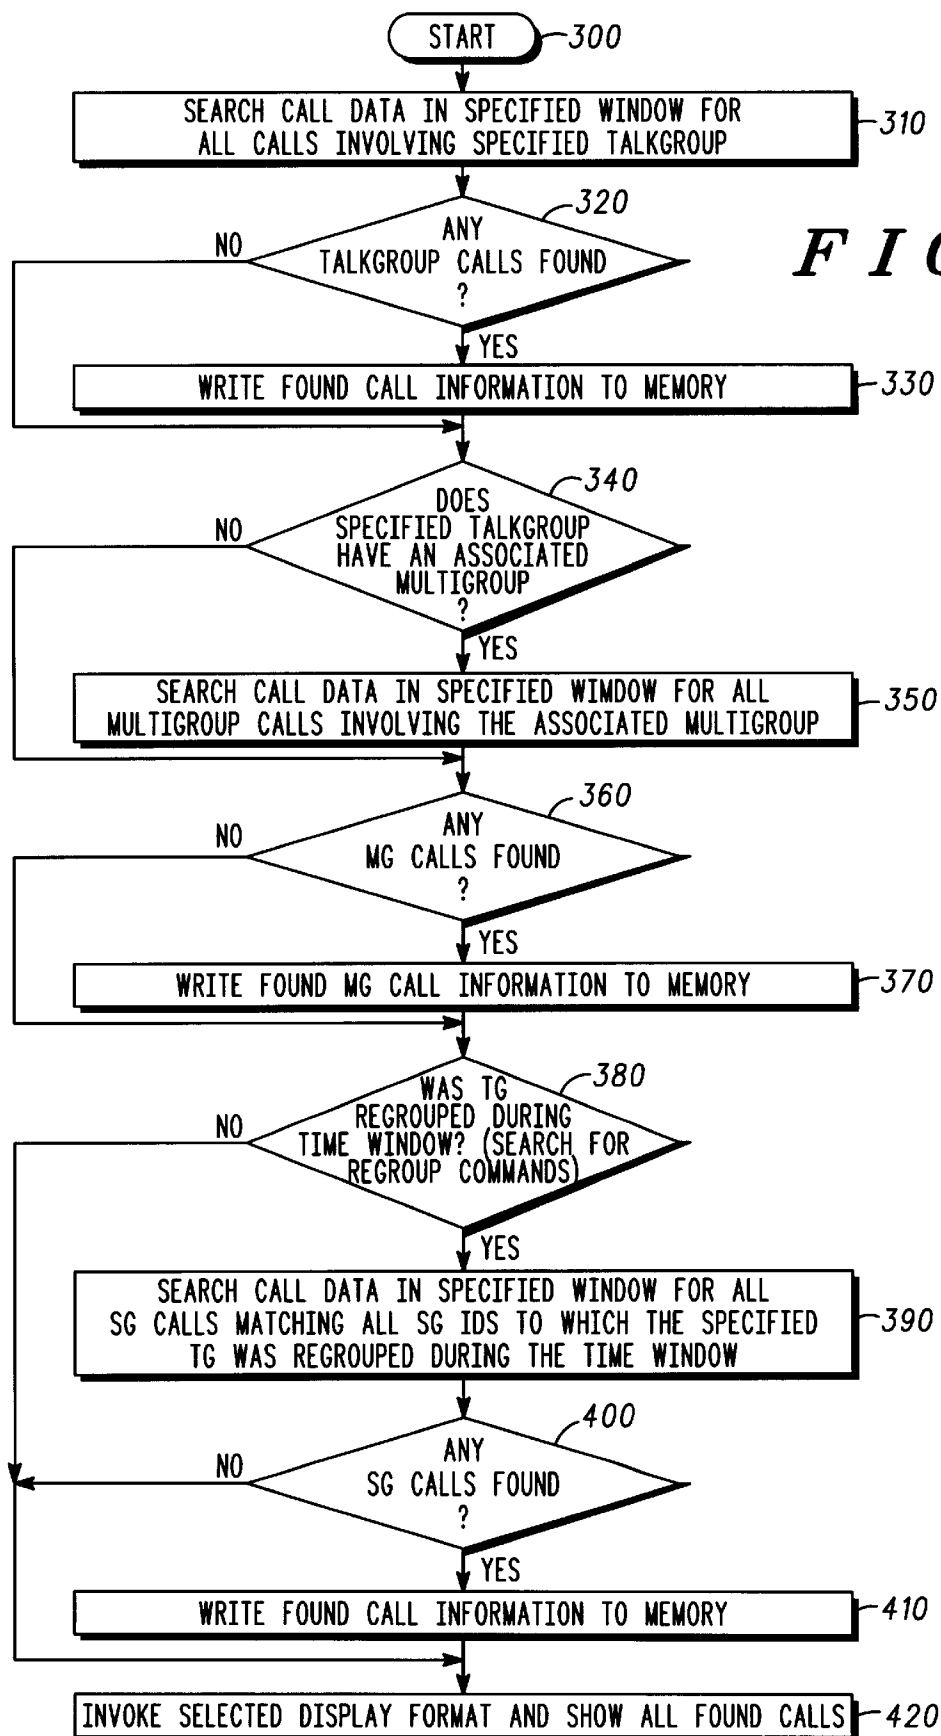 START
300
SEARCH CALL DATA IN SPECIFIED WINDOW FOR
ALL CALLS INVOLVING SPECIFIED TALKGROUP
310
320
ANY
TALKGROUP CALLS FOUND
?
NO
FIG
YES
WRITE FOUND CALL INFORMATION TO MEMORY
330
340
DOES
SPECIFIED TALKGROUP
HAVE AN ASSOCIATED
MULTIGROUP
?
NO
YES
SEARCH CALL DATA IN SPECIFIED WIMDOW FOR ALL
MULTIGROUP CALLS INVOLVING THE ASSOCIATED MULTIGROUP
350
360
ANY
MG CALLS FOUND
?
NO
YES
WRITE FOUND MG CALL INFORMATION TO MEMORY
370
380
WAS TG
REGROUPED DURING
TIME WINDOW? (SEARCH FOR
REGROUP COMMANDS)
NO
YES
SEARCH CALL DATA IN SPECIFIED WINDOW FOR ALL
SG CALLS MATCHING ALL SG IDS TO WHICH THE SPECIFIED
TG WAS REGROUPED DURING THE TIME WINDOW
390
400
ANY
SG CALLS FOUND
?
NO
YES
WRITE FOUND CALL INFORMATION TO MEMORY
410
INVOKE SELECTED DISPLAY FORMAT AND SHOW ALL FOUND CALLS
420